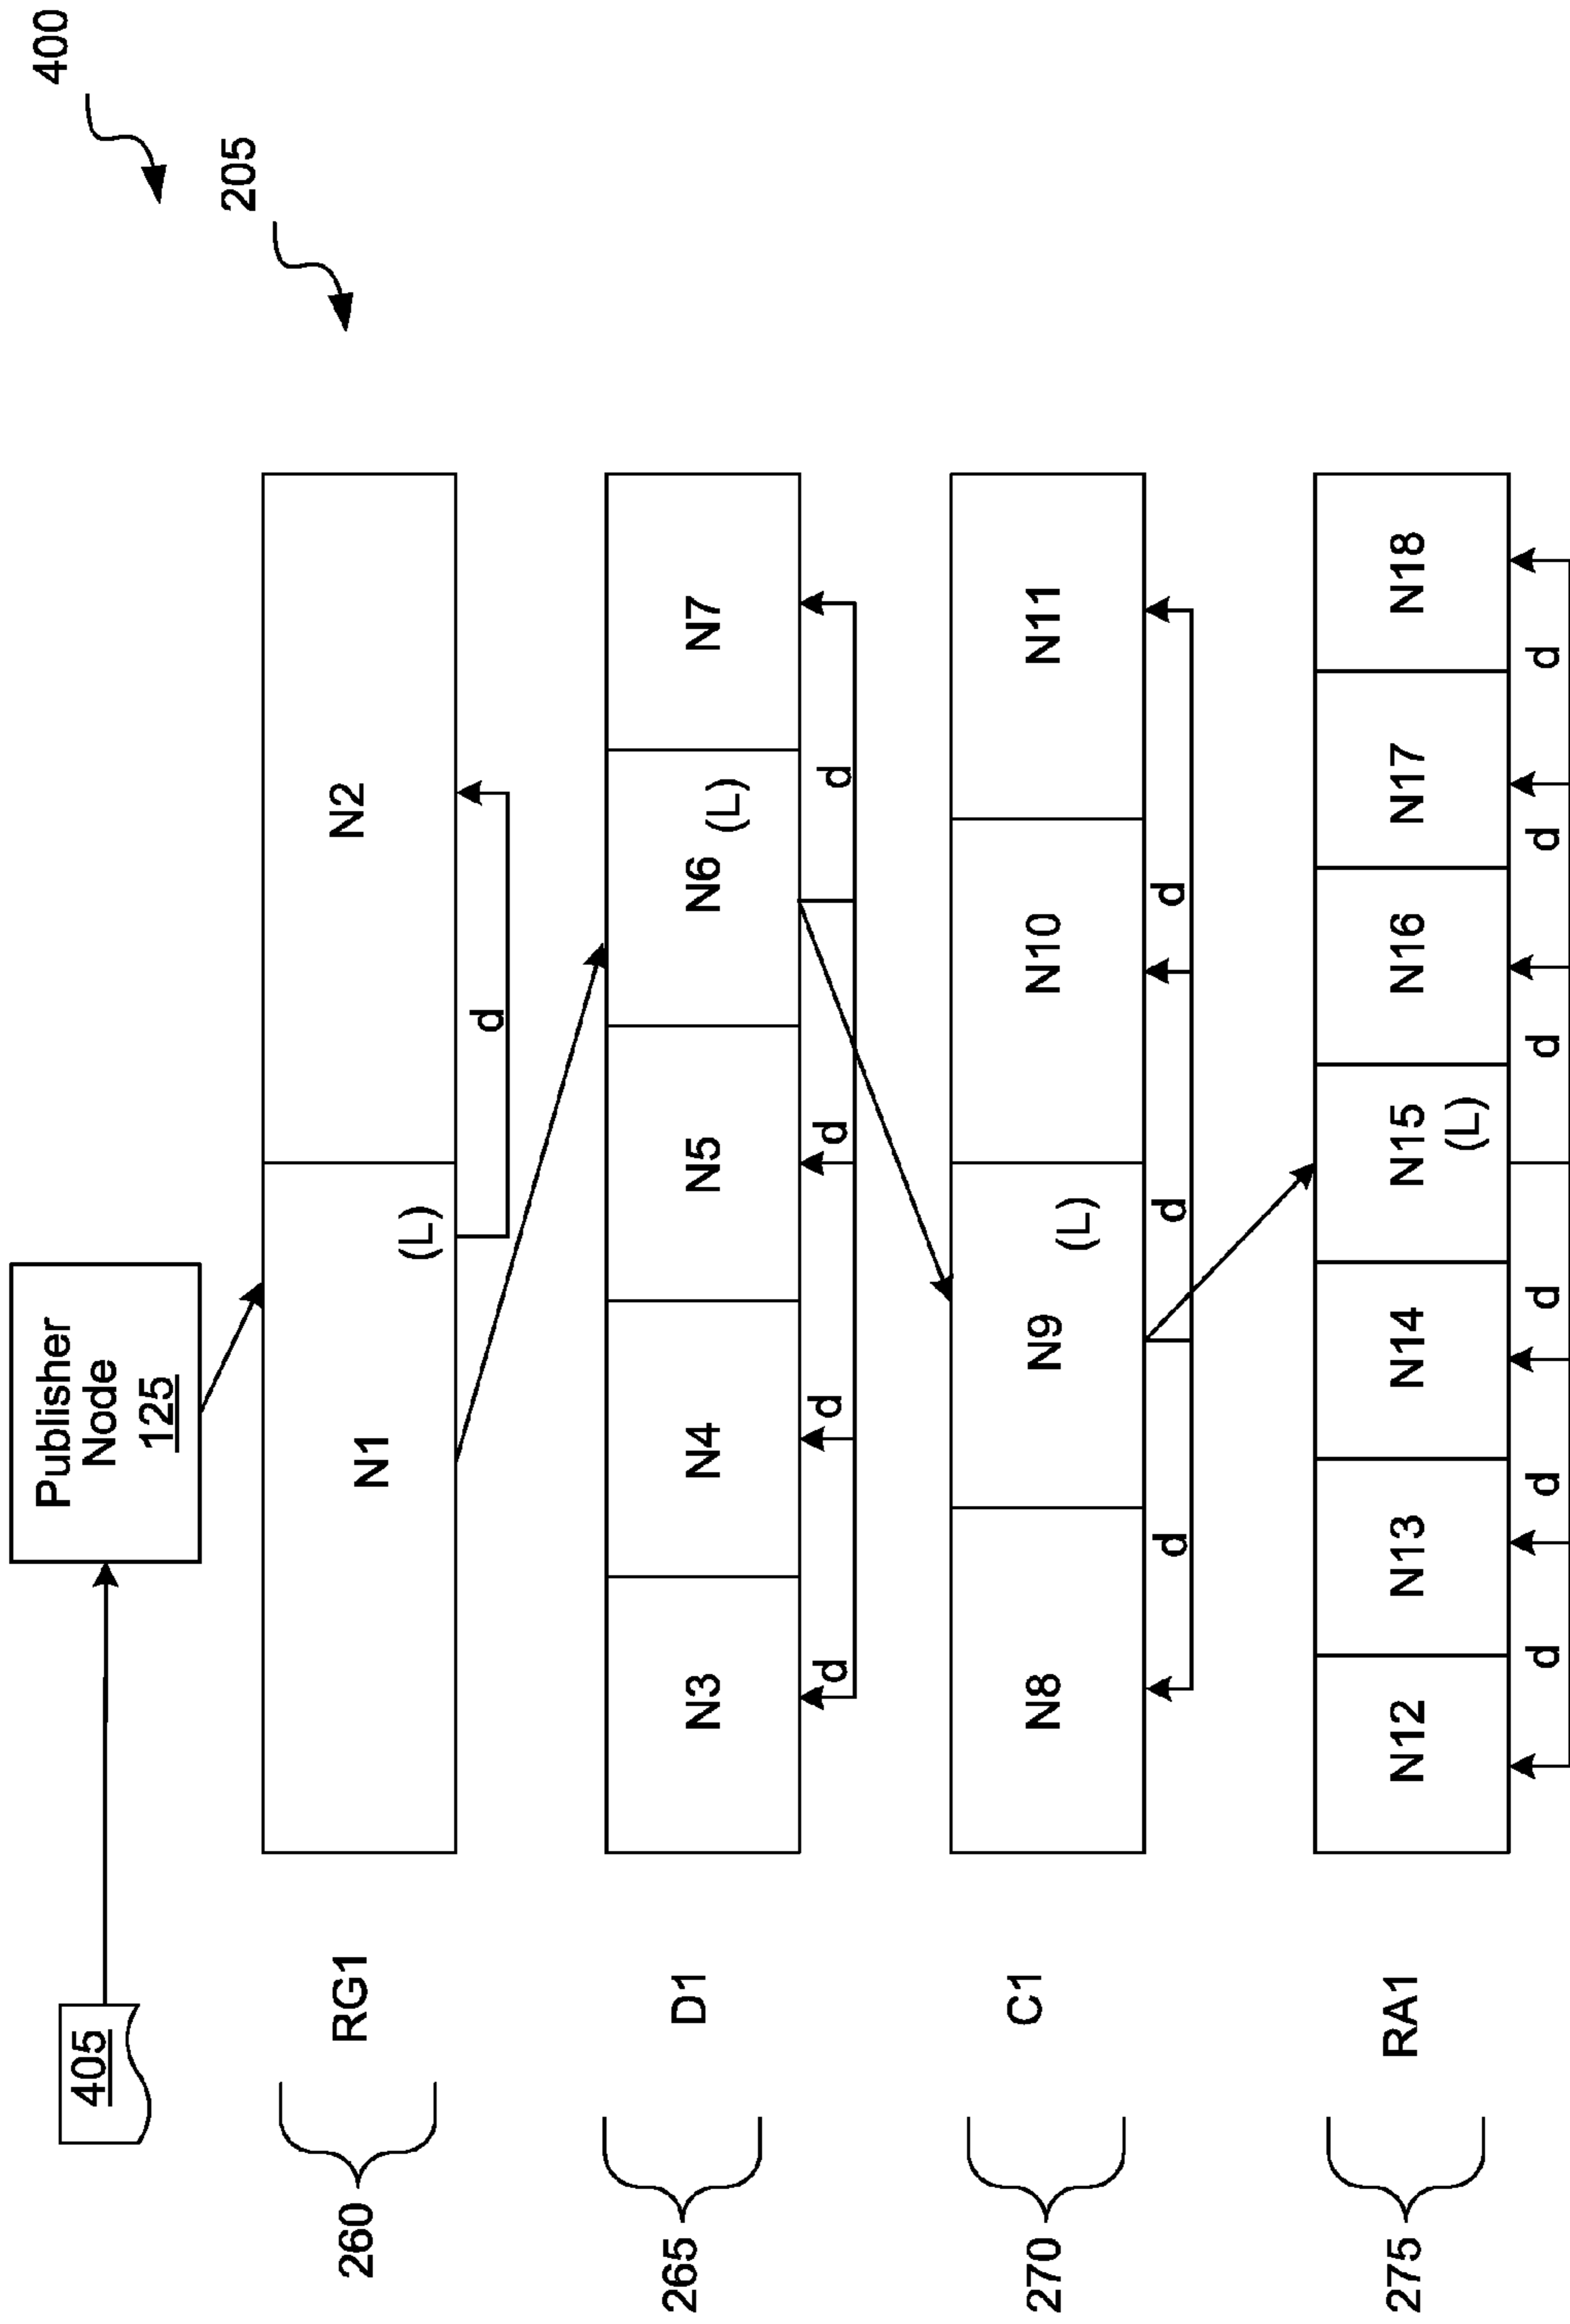 400
405
Publisher
Node
125
205
260
RG1
N1
N2
(L)
d
265
D1
N3
N4
N5
N6
N7
(L)
d
d
d
d
270
C1
N8
N9
N10
N11
(L)
d
d
d
275
RA1
N12
N13
N14
N15
N16
N17
N18
(L)
d
d
d
d
d
d